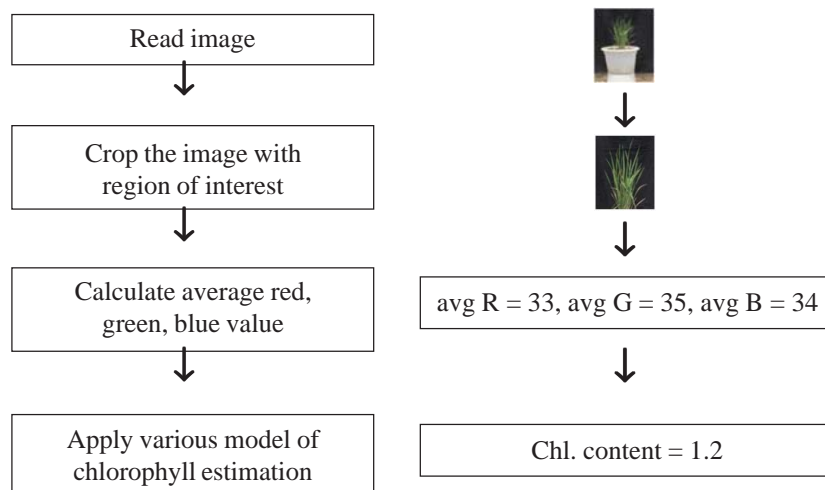 Read image
Crop the image with
region of interest
Calculate average red,
green, blue value
Apply various model of
chlorophyll estimation
avg R = 33, avg G = 35, avg B = 34
Chl. content = 1.2